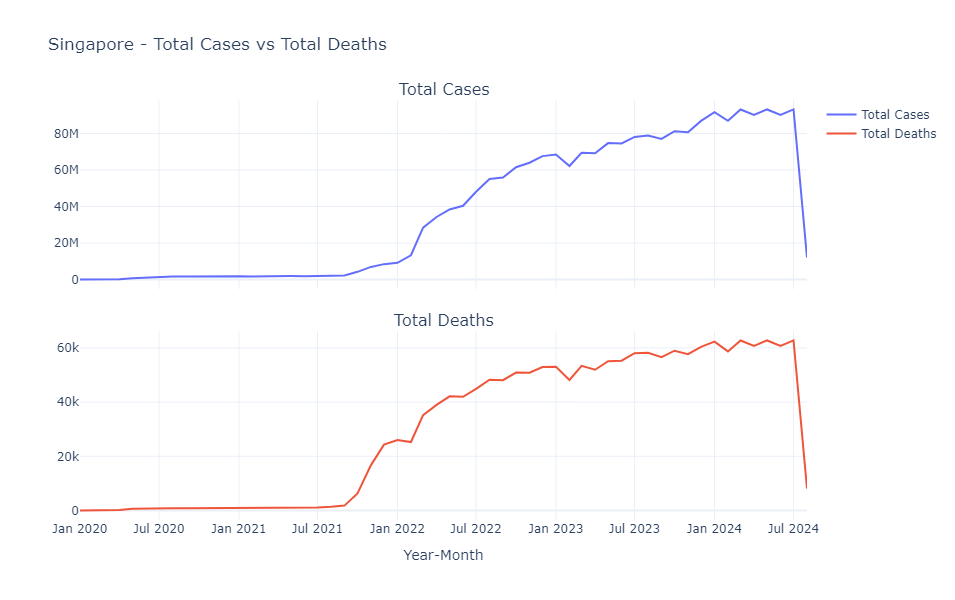 Singapore - Total Cases vs Total Deaths
Total Cases
Total Cases
Total Deaths
80M
60M
40M
20M
0
Total Deaths
60k
40k
20k
0
Jan 2020 Jul 2020 Jan 2021 Jul 2021 Jan 2022 Jul 2022 Jan 2023 Jul 2023 Jan 2024 Jul 2024
Year-Month